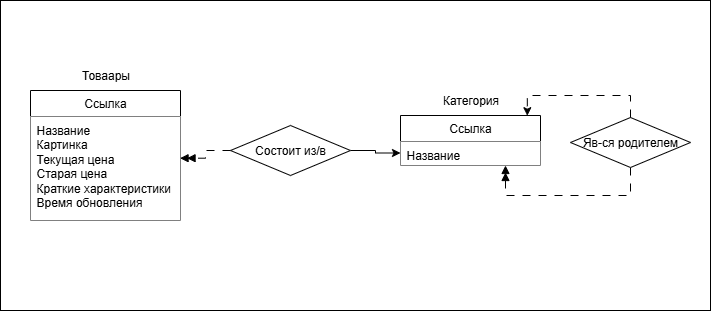 Товаары
Ссылка
Название
Картинка
Текущая цена
Старая цена
Краткие характеристики
Время обновления
Состоит из/в
Категория
Ссылка
Название
Яв-ся родителем